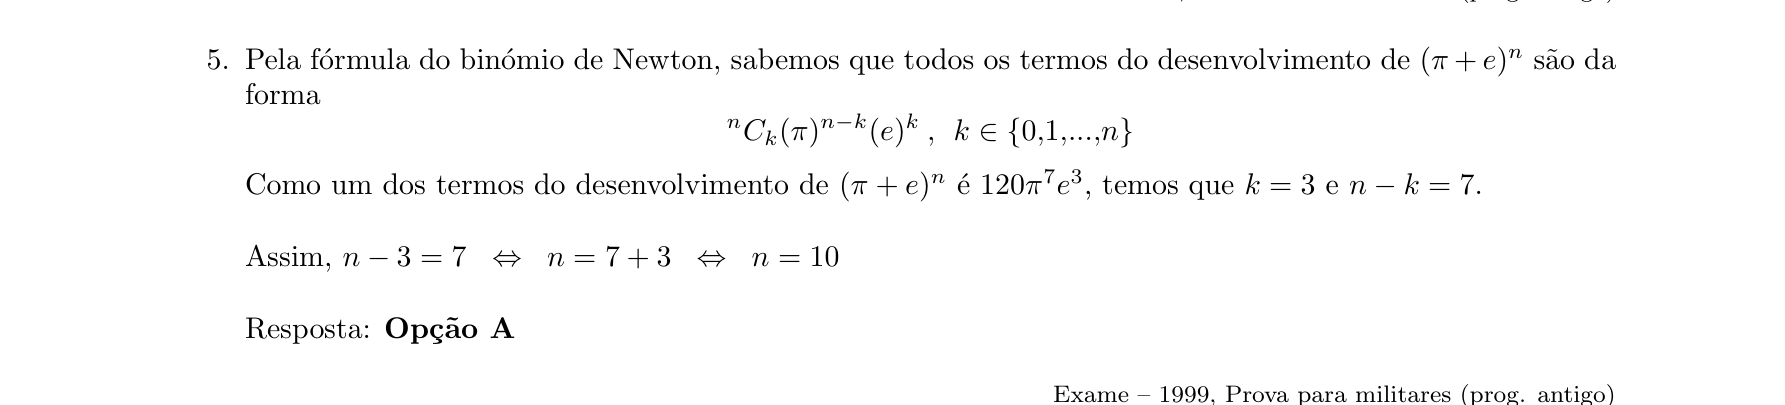 5. Pela fórmula do binómio de Newton, sabemos que todos os termos do desenvolvimento de (π + e)ⁿ são da
forma
ⁿCₖ(π)ⁿ⁻ᵏ(e)ᵏ , k ∈ {0,1,...,n}
Como um dos termos do desenvolvimento de (π + e)ⁿ é 120π⁷e³, temos que k = 3 e n − k = 7.
Assim, n − 3 = 7 ⇔ n = 7 + 3 ⇔ n = 10
Resposta: Opção A
Exame – 1999, Prova para militares (prog. antigo)